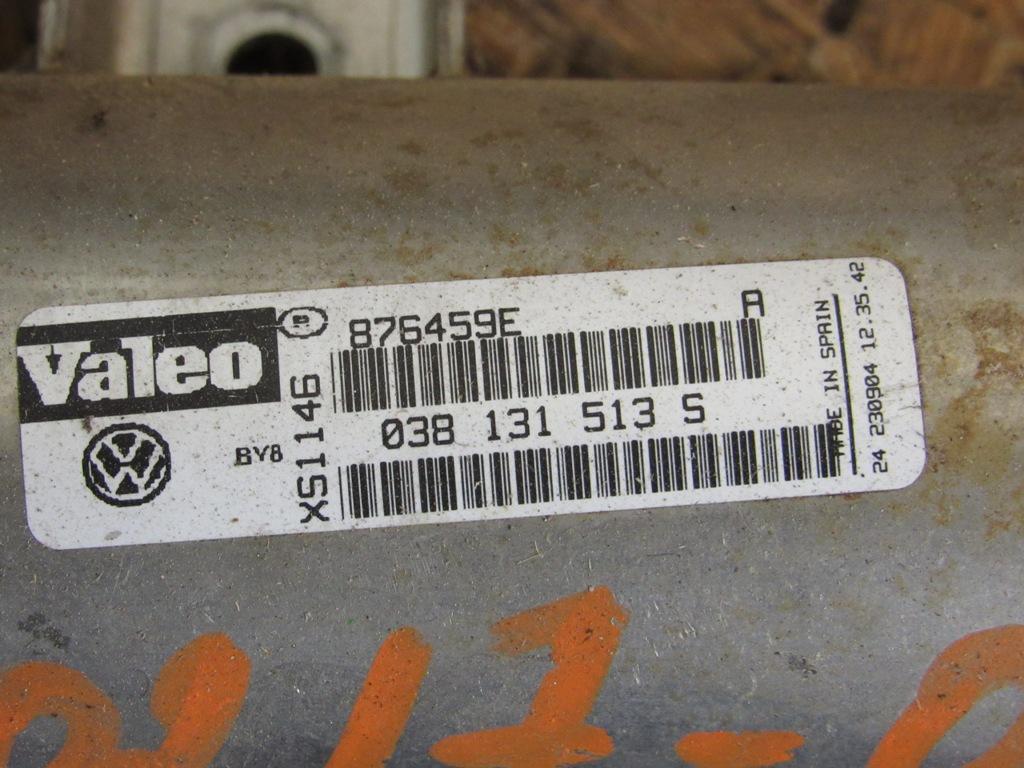 Valeo
876459E A
XS1146
BY8
038 131 513 S
MADE IN SPAIN
24 230904 12.35.42